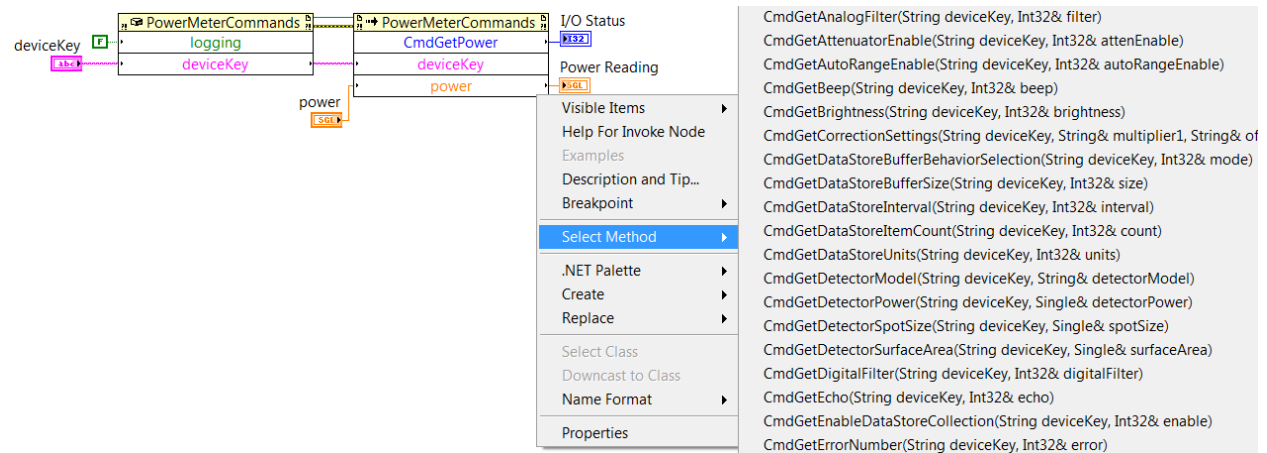 PowerMeterCommands
PowerMeterCommands
I/O Status
deviceKey
F
logging
CmdGetPower
I32
abc
deviceKey
deviceKey
Power Reading
power
SGL
power
SGL
Visible Items
Help For Invoke Node
Examples
Description and Tip...
Breakpoint
Select Method
.NET Palette
Create
Replace
Select Class
Downcast to Class
Name Format
Properties
CmdGetAnalogFilter(String deviceKey, Int32& filter)
CmdGetAttenuatorEnable(String deviceKey, Int32& attenEnable)
CmdGetAutoRangeEnable(String deviceKey, Int32& autoRangeEnable)
CmdGetBeep(String deviceKey, Int32& beep)
CmdGetBrightness(String deviceKey, Int32& brightness)
CmdGetCorrectionSettings(String deviceKey, String& multiplier1, String& of
CmdGetDataStoreBufferBehaviorSelection(String deviceKey, Int32& mode)
CmdGetDataStoreBufferSize(String deviceKey, Int32& size)
CmdGetDataStoreInterval(String deviceKey, Int32& interval)
CmdGetDataStoreItemCount(String deviceKey, Int32& count)
CmdGetDataStoreUnits(String deviceKey, Int32& units)
CmdGetDetectorModel(String deviceKey, String& detectorModel)
CmdGetDetectorPower(String deviceKey, Single& detectorPower)
CmdGetDetectorSpotSize(String deviceKey, Single& spotSize)
CmdGetDetectorSurfaceArea(String deviceKey, Single& surfaceArea)
CmdGetDigitalFilter(String deviceKey, Int32& digitalFilter)
CmdGetEcho(String deviceKey, Int32& echo)
CmdGetEnableDataStoreCollection(String deviceKey, Int32& enable)
CmdGetErrorNumber(String deviceKey, Int32& error)